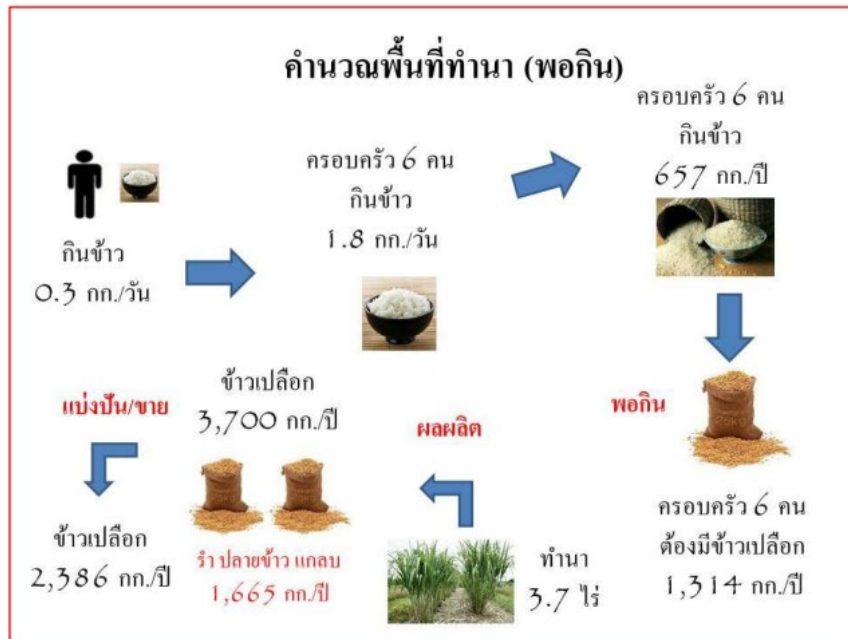 คำนวณพื้นที่ทำนา (พอกิน)
กินข้าว
0.3 กก./วัน
ครอบครัว 6 คน
กินข้าว
1.8 กก./วัน
ครอบครัว 6 คน
กินข้าว
657 กก./ปี
พอกิน
ครอบครัว 6 คน
ต้องมีข้าวเปลือก
1,314 กก./ปี
ทำนา
3.7 ไร่
ผลผลิต
ข้าวเปลือก
3,700 กก./ปี
รำ ปลายข้าว แกลบ
1,665 กก./ปี
แบ่งปัน/ขาย
ข้าวเปลือก
2,386 กก./ปี